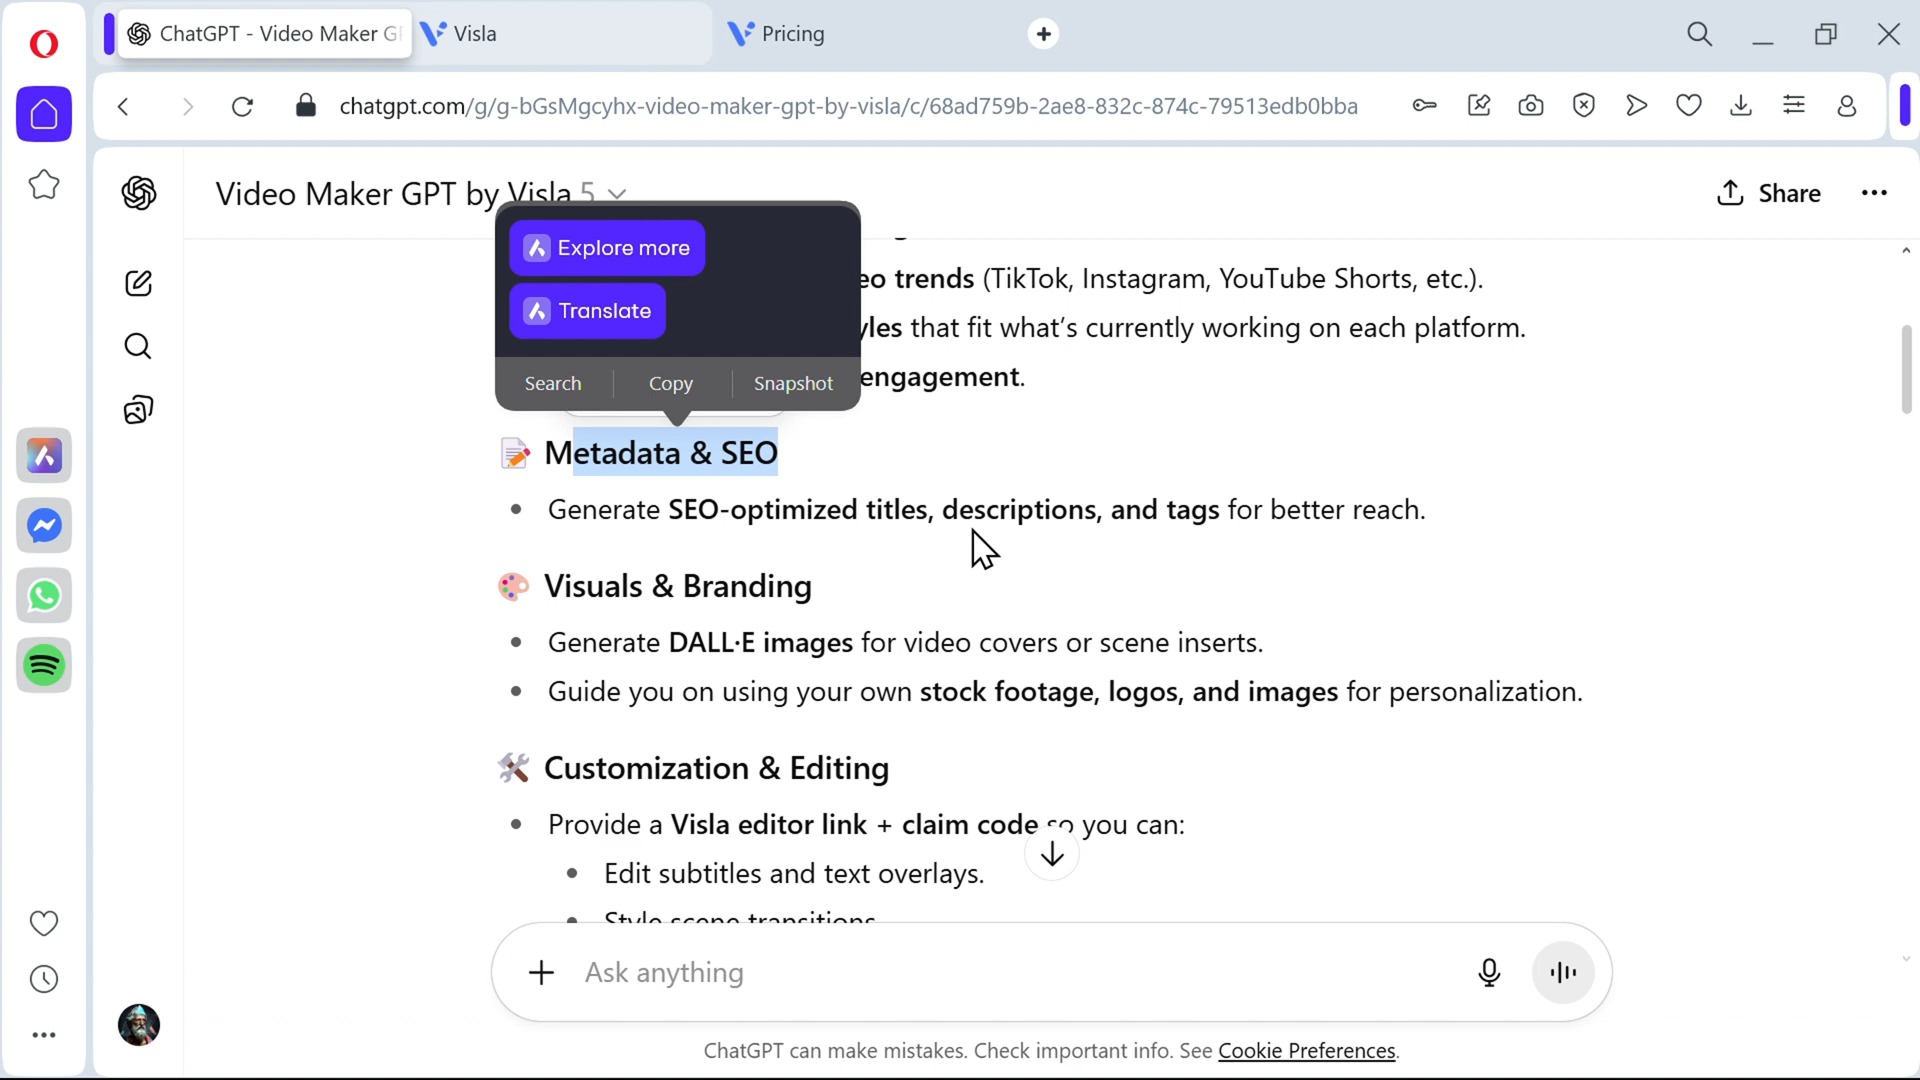 ChatGPT - Video Maker G
Visla
Pricing
chatgpt.com/g/g-bGsMgcyhx-video-maker-gpt-by-visla/c/68ad759b-2ae8-832c-874c-79513edb0bba
Video Maker GPT by Visla 5
Share
Explore more
Translate
Search
Copy
Snapshot
eo trends (TikTok, Instagram, YouTube Shorts, etc.).
yles that fit what's currently working on each platform.
engagement.
📝 Metadata & SEO
• Generate SEO-optimized titles, descriptions, and tags for better reach.
🎨 Visuals & Branding
• Generate DALL·E images for video covers or scene inserts.
• Guide you on using your own stock footage, logos, and images for personalization.
🛠 Customization & Editing
• Provide a Visla editor link + claim code so you can:
• Edit subtitles and text overlays.
• Style scene transitions
Ask anything
ChatGPT can make mistakes. Check important info. See Cookie Preferences.